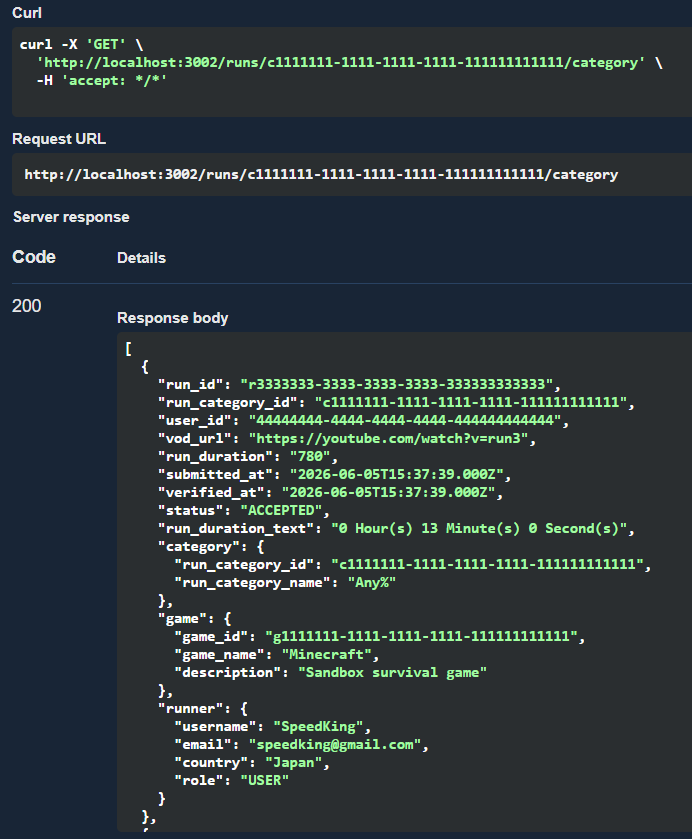 Curl
curl -X 'GET' \
'http://localhost:3002/runs/c1111111-1111-1111-1111-111111111111/category' \
-H 'accept: */*'
Request URL
http://localhost:3002/runs/c1111111-1111-1111-1111-111111111111/category
Server response
Code Details
200
Response body
[
  {
    "run_id": "r3333333-3333-3333-3333-333333333333",
    "run_category_id": "c1111111-1111-1111-1111-111111111111",
    "user_id": "44444444-4444-4444-4444-444444444444",
    "vod_url": "https://youtube.com/watch?v=run3",
    "run_duration": "780",
    "submitted_at": "2026-06-05T15:37:39.000Z",
    "verified_at": "2026-06-05T15:37:39.000Z",
    "status": "ACCEPTED",
    "run_duration_text": "0 Hour(s) 13 Minute(s) 0 Second(s)",
    "category": {
      "run_category_id": "c1111111-1111-1111-1111-111111111111",
      "run_category_name": "Any%"
    },
    "game": {
      "game_id": "g1111111-1111-1111-1111-111111111111",
      "game_name": "Minecraft",
      "description": "Sandbox survival game"
    },
    "runner": {
      "username": "SpeedKing",
      "email": "speedking@gmail.com",
      "country": "Japan",
      "role": "USER"
    }
  },